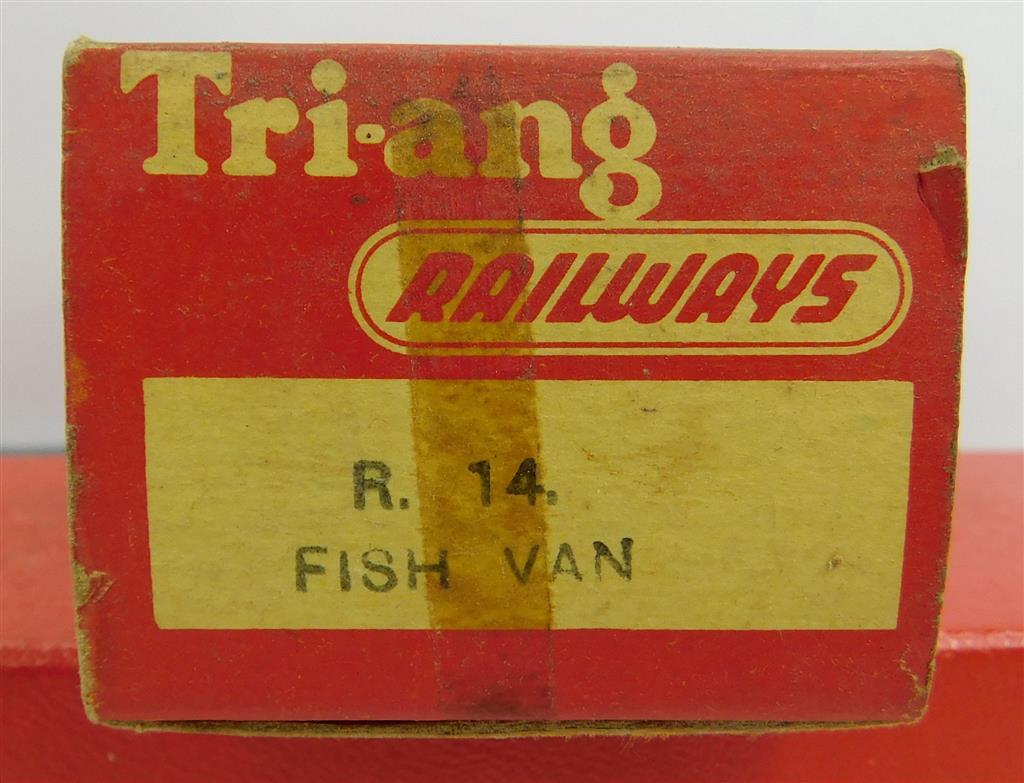 Tri-ang
RAILWAYS
R. 14.
FISH VAN